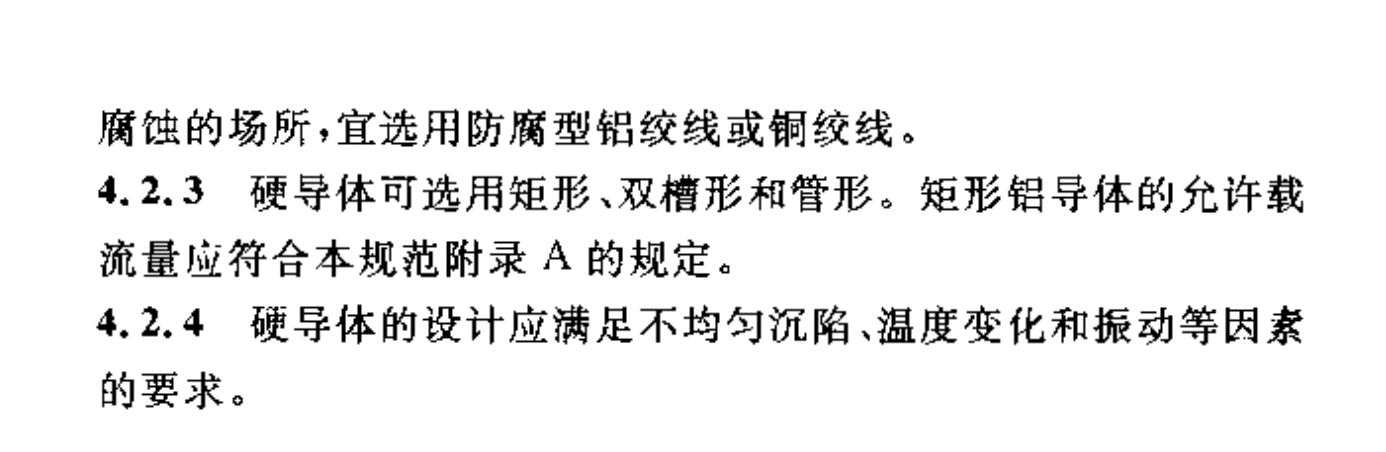 腐蚀的场所,宜选用防腐型铝绞线或铜绞线。
4.2.3 硬导体可选用矩形、双槽形和管形。矩形铝导体的允许载
流量应符合本规范附录 A 的规定。
4.2.4 硬导体的设计应满足不均匀沉陷、温度变化和振动等因素
的要求。